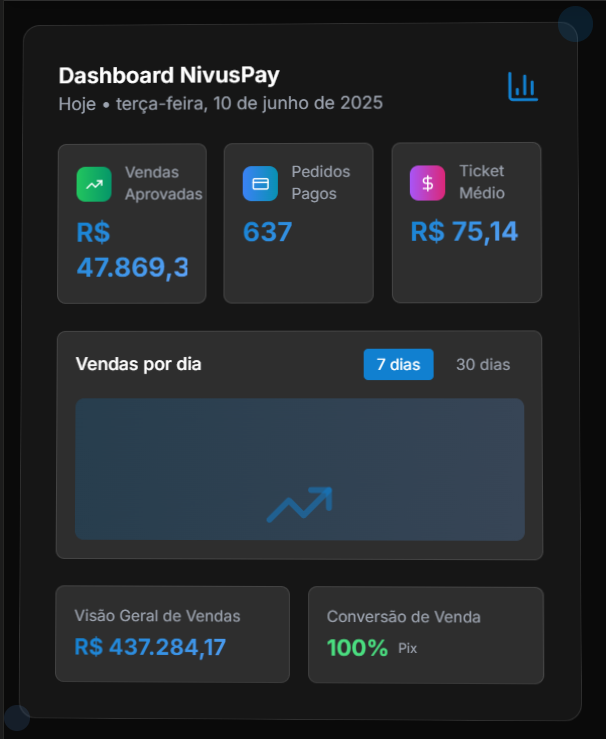 Dashboard NivusPay
Hoje • terça-feira, 10 de junho de 2025
Vendas
Aprovadas
R$
47.869,3
Pedidos
Pagos
637
Ticket
Médio
R$ 75,14
Vendas por dia
7 dias
30 dias
Visão Geral de Vendas
R$ 437.284,17
Conversão de Venda
100% Pix